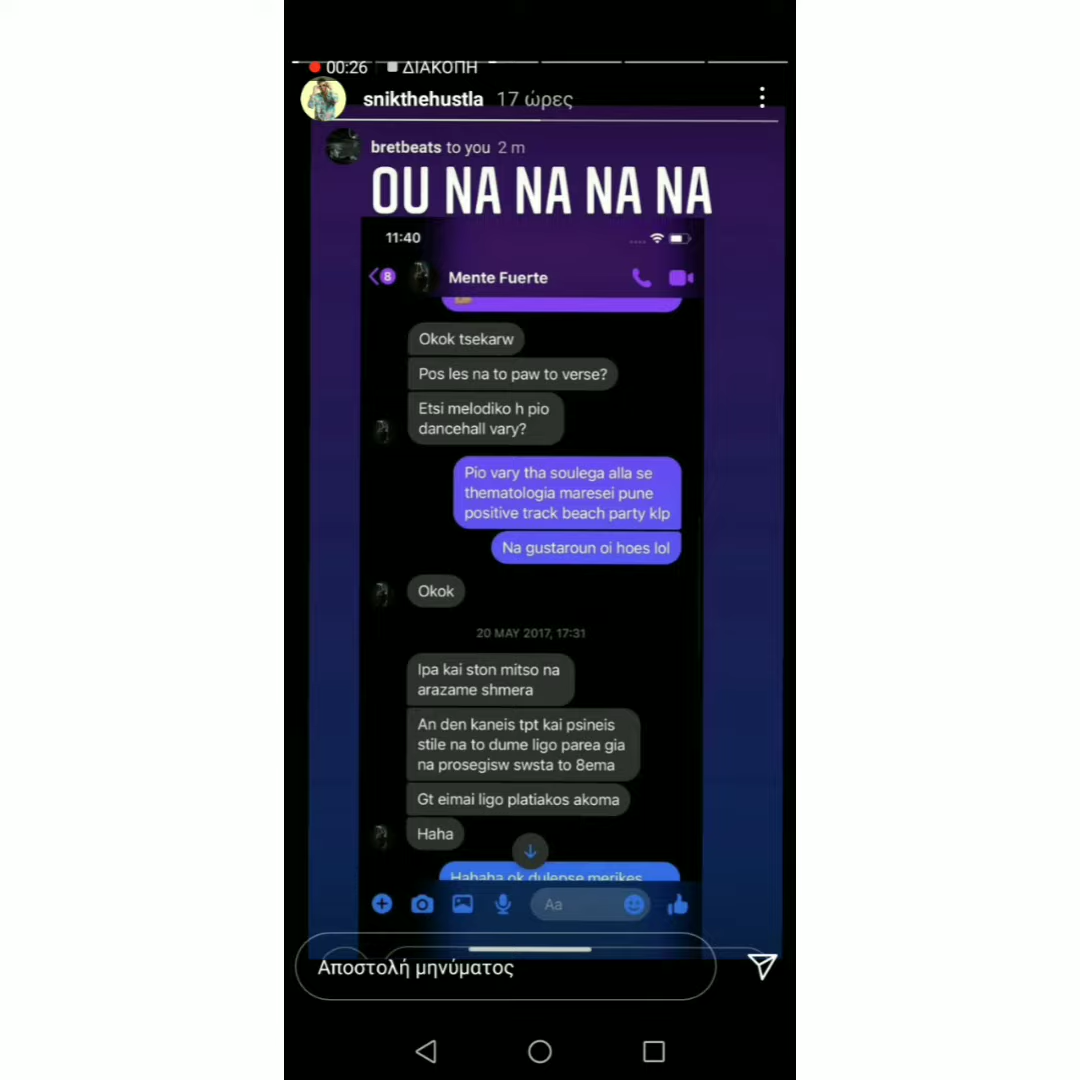 00:26 ΔΙΑΚΟΠΗ
snikthehustla 17 ώρες
bretbeats to you 2 m
OU NA NA NA NA
11:40
8 Mente Fuerte
Okok tsekarw
Pos les na to paw to verse?
Etsi melodiko h pio
dancehall vary?
Pio vary tha soulega alla se
thematologia maresei pune
positive track beach party klp
Na gustaroun oi hoes lol
Okok
20 MAY 2017, 17:31
Ipa kai ston mitso na
arazame shmera
An den kaneis tpt kai psineis
stile na to dume ligo parea gia
na prosegisw swsta to 8ema
Gt eimai ligo platiakos akoma
Haha
Hahaha ok dulepse merikes
Aa
Αποστολή μηνύματος